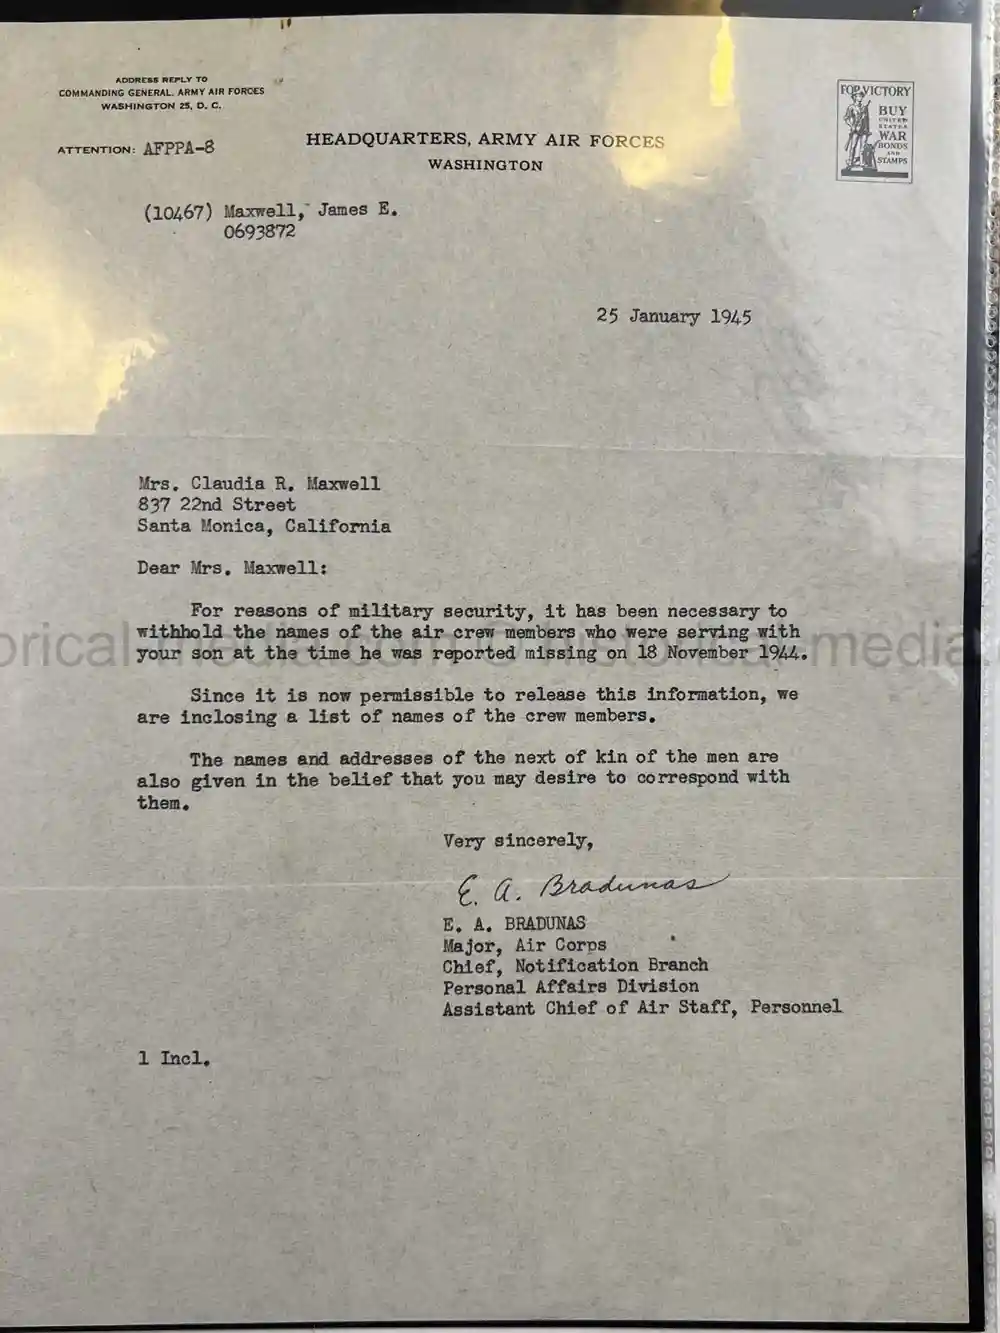 ADDRESS REPLY TO
COMMANDING GENERAL, ARMY AIR FORCES
WASHINGTON 25, D. C.
ATTENTION: AFPPA-8
HEADQUARTERS, ARMY AIR FORCES
WASHINGTON
FOR VICTORY
BUY
UNITED
STATES
WAR
BONDS
AND
STAMPS
(10467) Maxwell, James E.
0693872
25 January 1945
Mrs. Claudia R. Maxwell
837 22nd Street
Santa Monica, California
Dear Mrs. Maxwell:
For reasons of military security, it has been necessary to
withhold the names of the air crew members who were serving with
your son at the time he was reported missing on 18 November 1944.
Since it is now permissible to release this information, we
are inclosing a list of names of the crew members.
The names and addresses of the next of kin of the men are
also given in the belief that you may desire to correspond with
them.
Very sincerely,
E. A. Bradunas
E. A. BRADUNAS
Major, Air Corps
Chief, Notification Branch
Personal Affairs Division
Assistant Chief of Air Staff, Personnel
1 Incl.